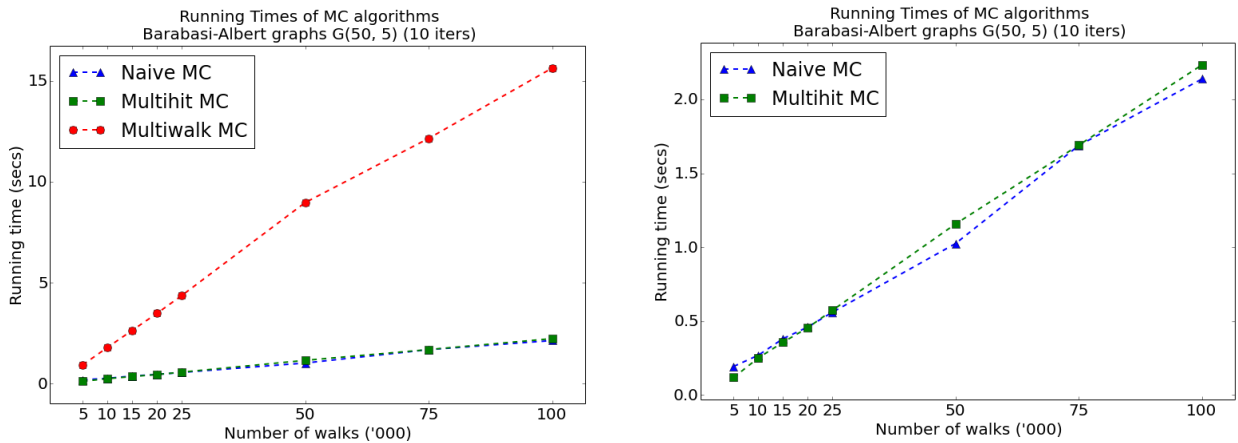 Running Times of MC algorithms
Barabasi-Albert graphs G(50, 5) (10 iters)
Naive MC
Multihit MC
Multiwalk MC
Running time (secs)
15
10
5
0
5 10 15 20 25 50 75 100
Number of walks ('000)
Running Times of MC algorithms
Barabasi-Albert graphs G(50, 5) (10 iters)
Naive MC
Multihit MC
Running time (secs)
2.0
1.5
1.0
0.5
0.0
5 10 15 20 25 50 75 100
Number of walks ('000)